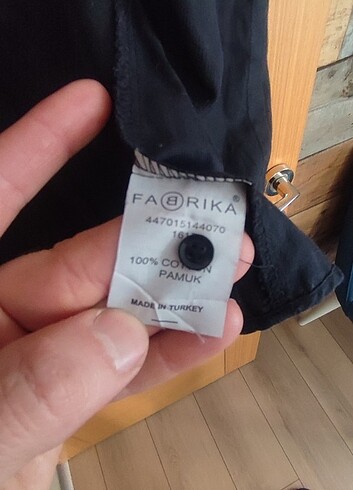 FABRIKA®
447015144070
100% COTTON
PAMUK
MADE IN TURKEY